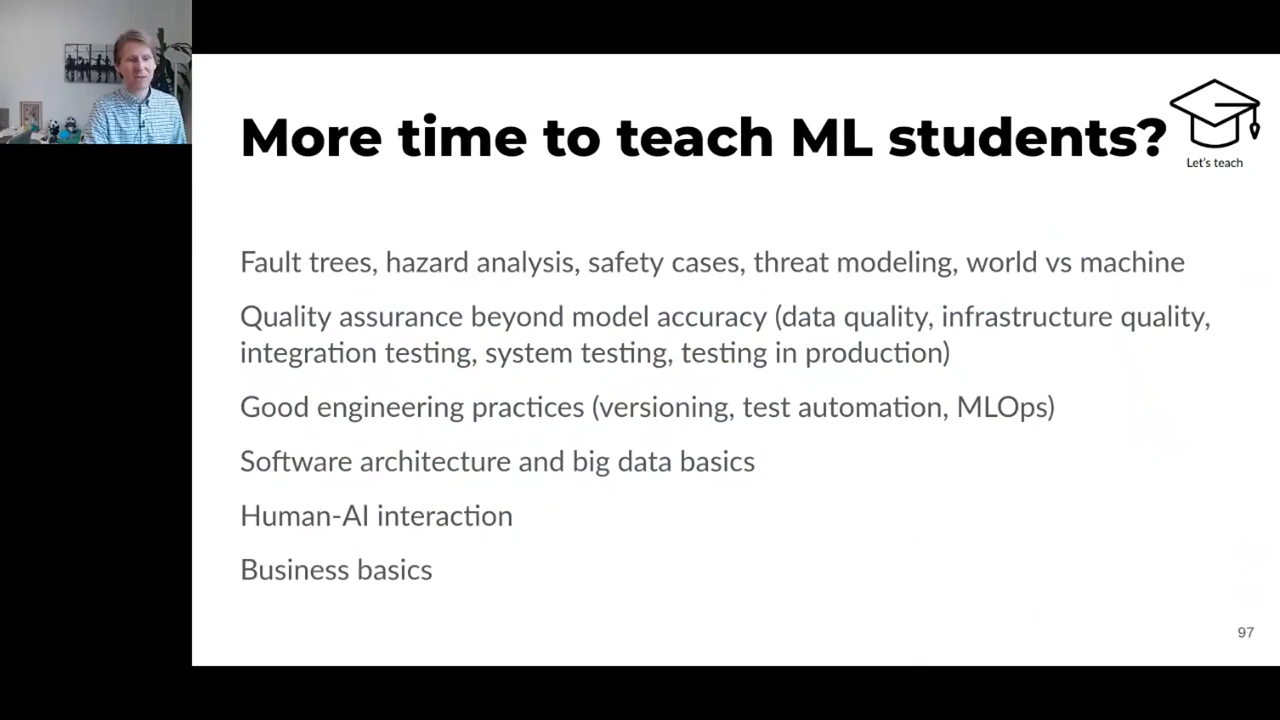 More time to teach ML students?
Let's teach
Fault trees, hazard analysis, safety cases, threat modeling, world vs machine
Quality assurance beyond model accuracy (data quality, infrastructure quality,
integration testing, system testing, testing in production)
Good engineering practices (versioning, test automation, MLOps)
Software architecture and big data basics
Human-AI interaction
Business basics
97